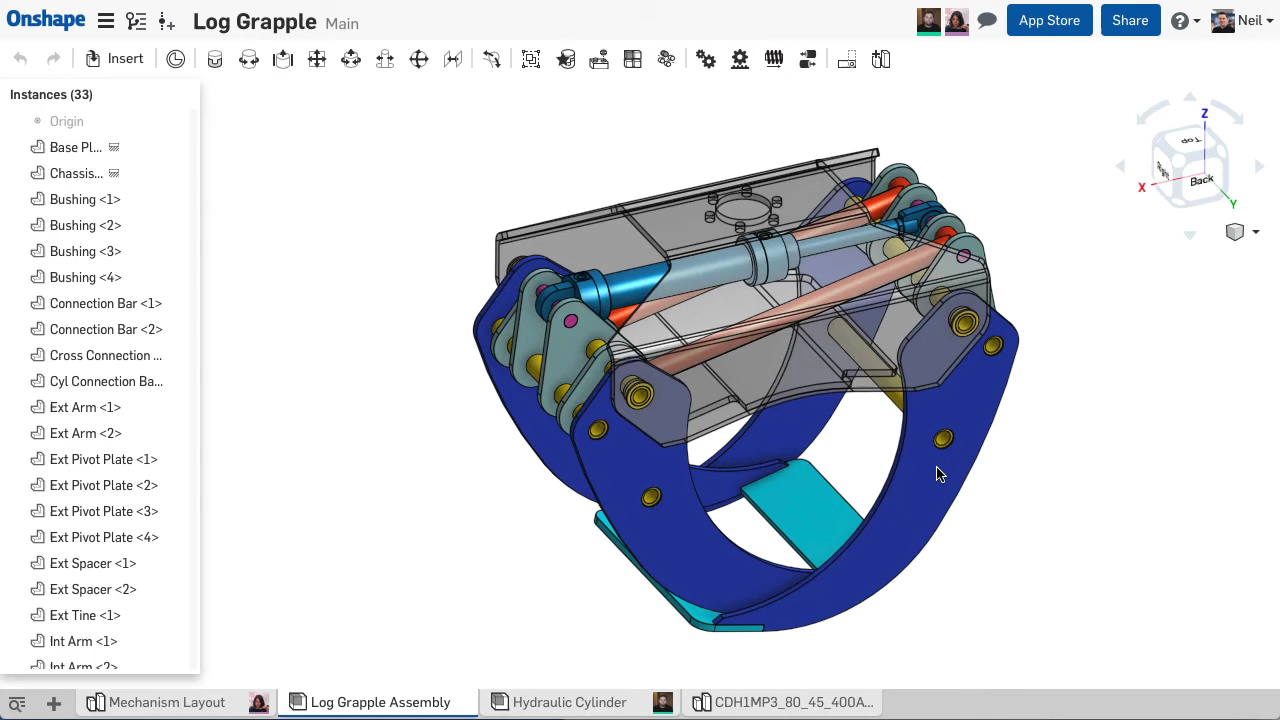 Onshape
Log Grapple Main
App Store
Share
Neil
Insert
Instances (33)
Origin
Base Pl...
Chassis...
Bushing <1>
Bushing <2>
Bushing <3>
Bushing <4>
Connection Bar <1>
Connection Bar <2>
Cross Connection ...
Cyl Connection Ba...
Ext Arm <1>
Ext Arm <2>
Ext Pivot Plate <1>
Ext Pivot Plate <2>
Ext Pivot Plate <3>
Ext Pivot Plate <4>
Ext Spacer <1>
Ext Spacer <2>
Ext Tine <1>
Int Arm <1>
Int Arm <2>
Z
Top
Right
Back
X
Y
Mechanism Layout
Log Grapple Assembly
Hydraulic Cylinder
CDH1MP3_80_45_400A...